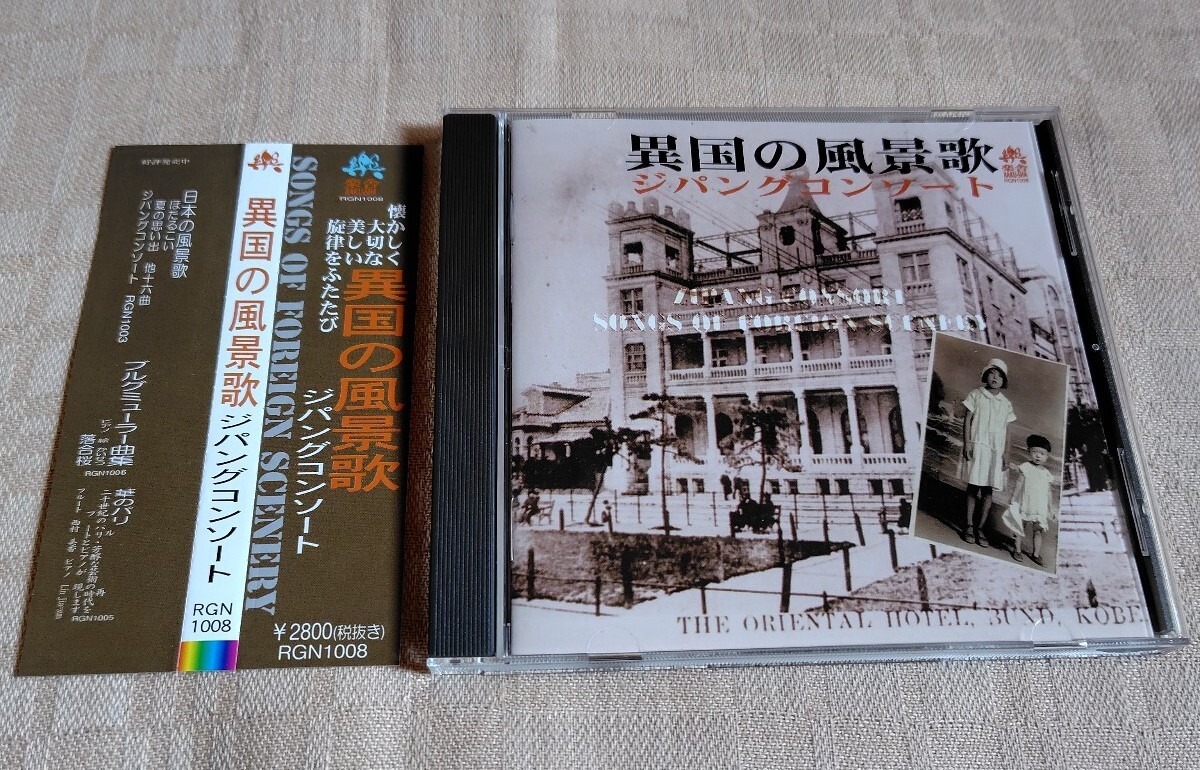 好評発売中
日本の風景歌
ほたるこい
夏の思い出 他十六曲
ジパングコンソート RGN1003
ブルグミューラー曲集
RGN1006
RGN1005
異国の風景歌 ジパングコンソート
RGN
1008
SONGS OF FOREIGN SCENERY
RGN1008
懐かしく
大切な
美しい
旋律をふたたび
異国の風景歌
ジパングコンソート
¥2800(税抜き)
RGN1008
異国の風景歌
ジパングコンソート
RGN1008
ZIPANG CONSORT
SONGS OF FOREIGN SCENERY
THE ORIENTAL HOTEL, BUND, KOBE